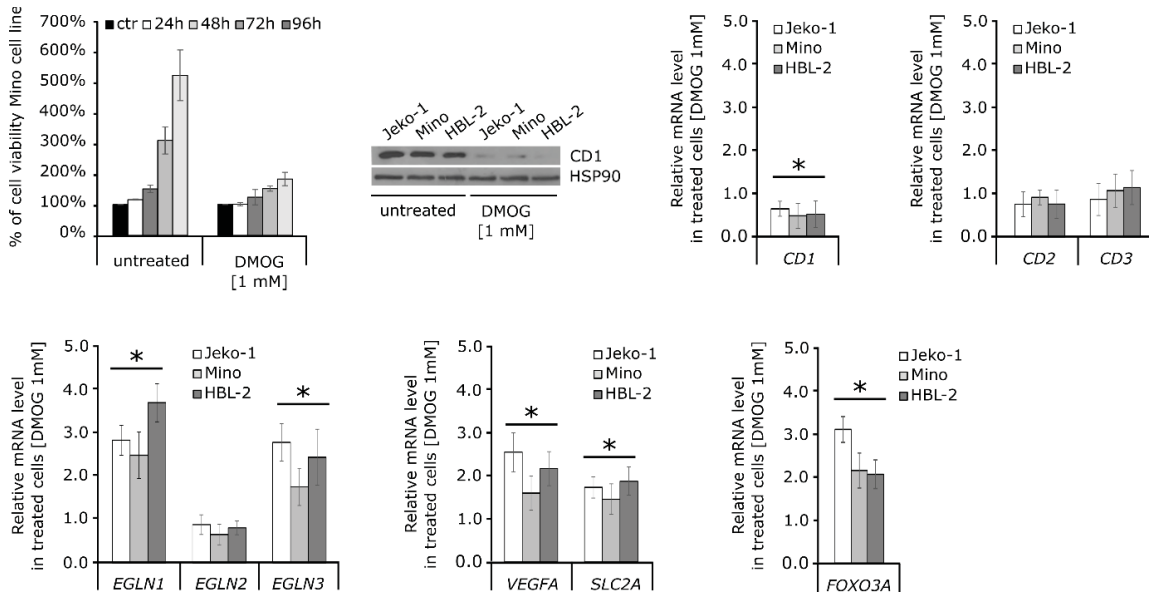 % of cell viability Mino cell line
700%
600%
500%
400%
300%
200%
100%
0%
ctr 24h 48h 72h 96h
untreated
DMOG
[1 mM]
Jeko-1 Mino HBL-2 Jeko-1 Mino HBL-2
CD1
HSP90
untreated
DMOG
[1 mM]
Relative mRNA level
in treated cells [DMOG 1mM]
5.0
4.0
3.0
2.0
1.0
0.0
Jeko-1
Mino
HBL-2
*
CD1
Relative mRNA level
in treated cells [DMOG 1mM]
5.0
4.0
3.0
2.0
1.0
0.0
Jeko-1
Mino
HBL-2
CD2 CD3
Relative mRNA level
in treated cells [DMOG 1mM]
5.0
4.0
3.0
2.0
1.0
0.0
Jeko-1
Mino
HBL-2
* *
EGLN1 EGLN2 EGLN3
Relative mRNA level
in treated cells [DMOG 1mM]
5.0
4.0
3.0
2.0
1.0
0.0
Jeko-1
Mino
HBL-2
* *
VEGFA SLC2A
Relative mRNA level
in treated cells [DMOG 1mM]
5.0
4.0
3.0
2.0
1.0
0.0
Jeko-1
Mino
HBL-2
*
FOXO3A